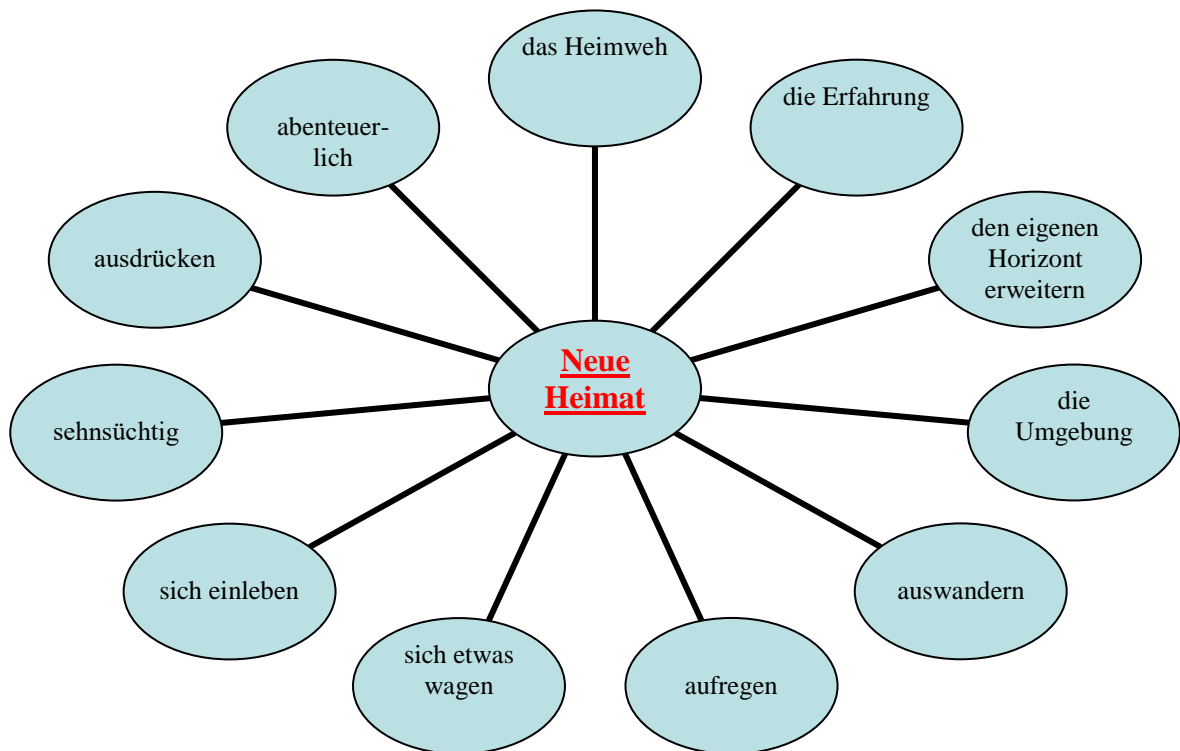 das Heimweh
die Erfahrung
abenteuer-
lich
den eigenen
Horizont
erweitern
ausdrücken
Neue
Heimat
die
Umgebung
sehnsüchtig
sich einleben
auswandern
sich etwas
wagen
aufregen